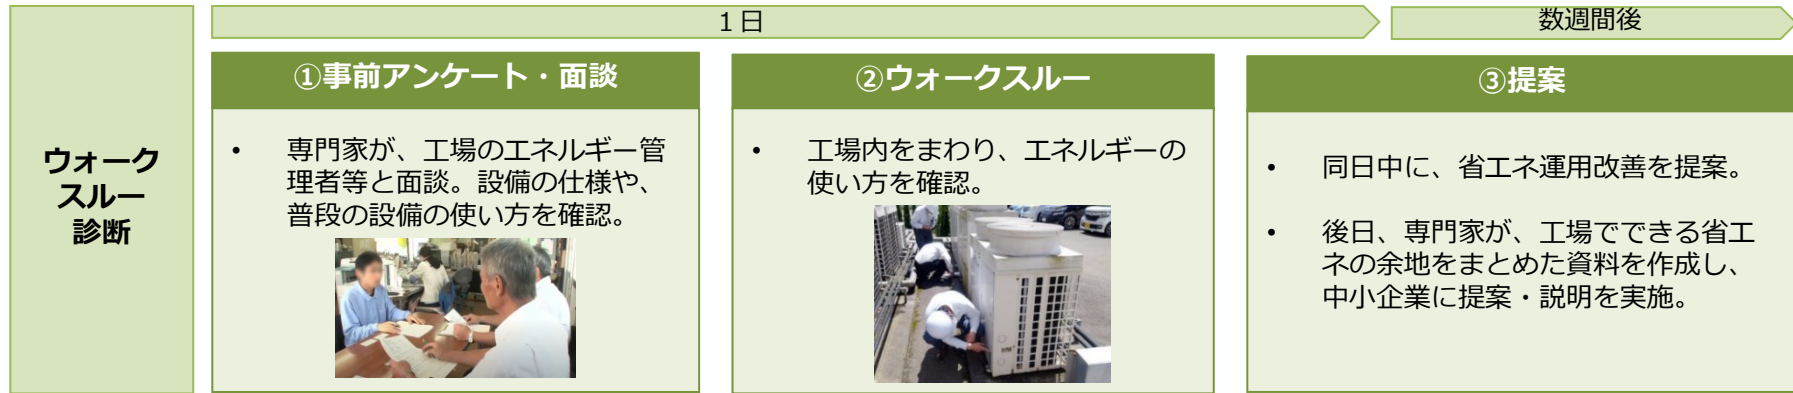 1日
数週間後
ウォーク
スルー
診断
①事前アンケート・面談
• 専門家が、工場のエネルギー管
理者等と面談。設備の仕様や、
普段の設備の使い方を確認。
②ウォークスルー
• 工場内をまわり、エネルギーの
使い方を確認。
③提案
• 同日中に、省エネ運用改善を提案。
• 後日、専門家が、工場でできる省エ
ネの余地をまとめた資料を作成し、
中小企業に提案・説明を実施。